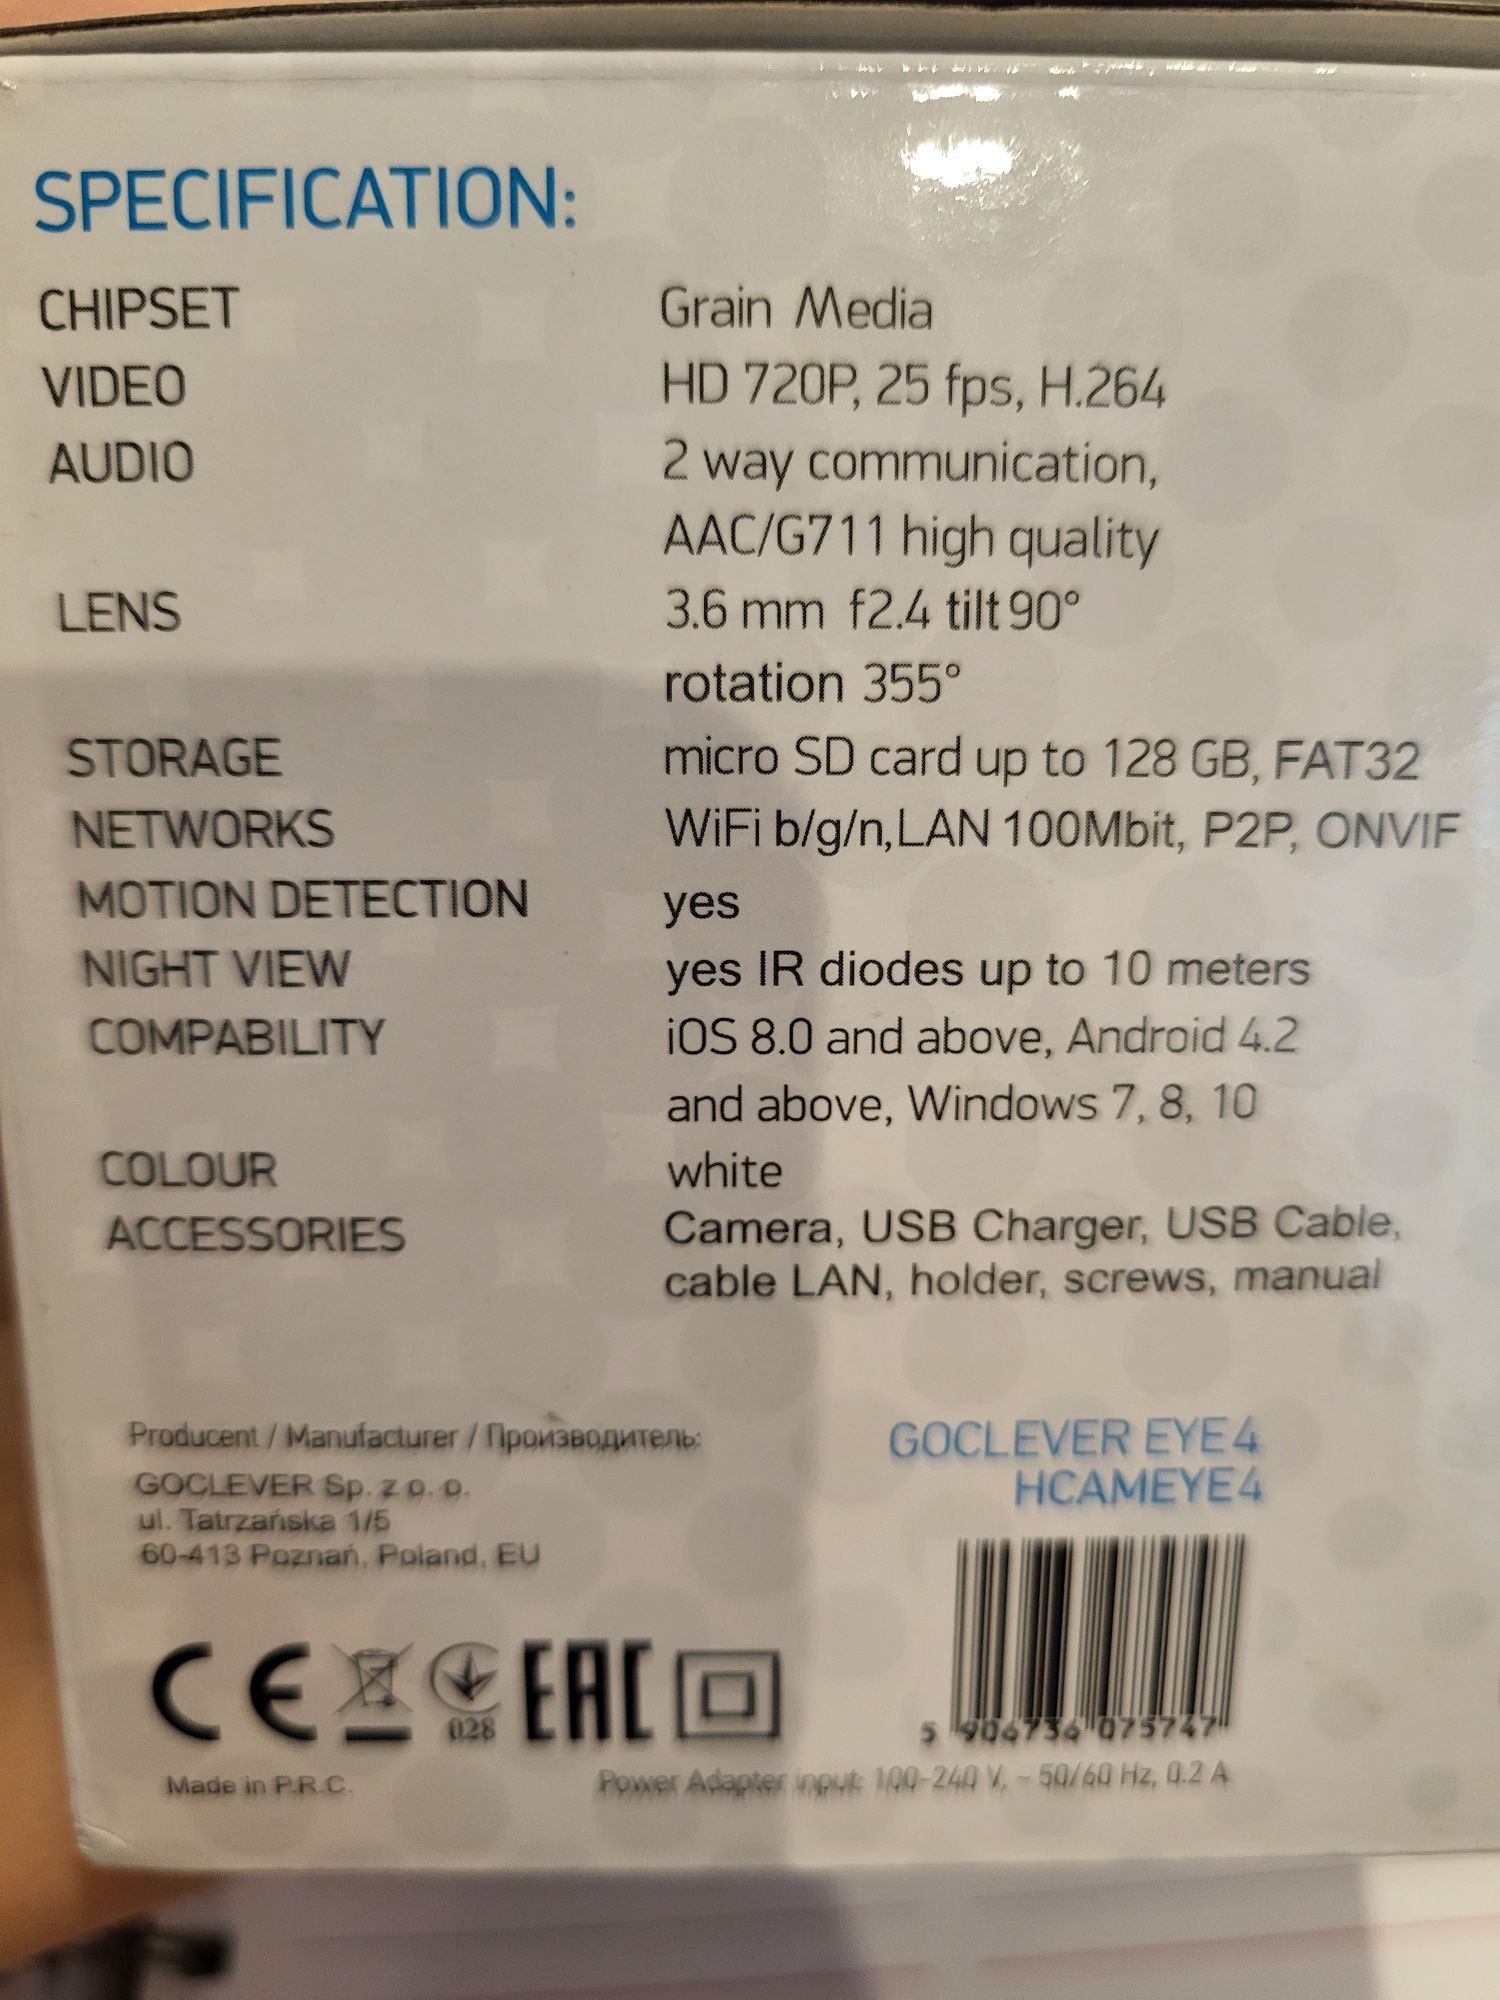 SPECIFICATION:
CHIPSET Grain Media
VIDEO HD 720P, 25 fps, H.264
AUDIO 2 way communication,
AAC/G711 high quality
LENS 3.6 mm f2.4 tilt 90°
rotation 355°
STORAGE micro SD card up to 128 GB, FAT32
NETWORKS WiFi b/g/n,LAN 100Mbit, P2P, ONVIF
MOTION DETECTION yes
NIGHT VIEW yes IR diodes up to 10 meters
COMPABILITY iOS 8.0 and above, Android 4.2
and above, Windows 7, 8, 10
COLOUR white
ACCESSORIES Camera, USB Charger, USB Cable,
cable LAN, holder, screws, manual
Producent / Manufacturer / Производитель:
GOCLEVER Sp. z o. o.
ul. Tatrzańska 1/5
60-413 Poznań, Poland, EU
GOCLEVER EYE4
HCAMEYE4
CE
028
EAC
5 906736 075747
Made in P.R.C.
Power Adapter input: 100-240 V, ~ 50/60 Hz, 0.2 A